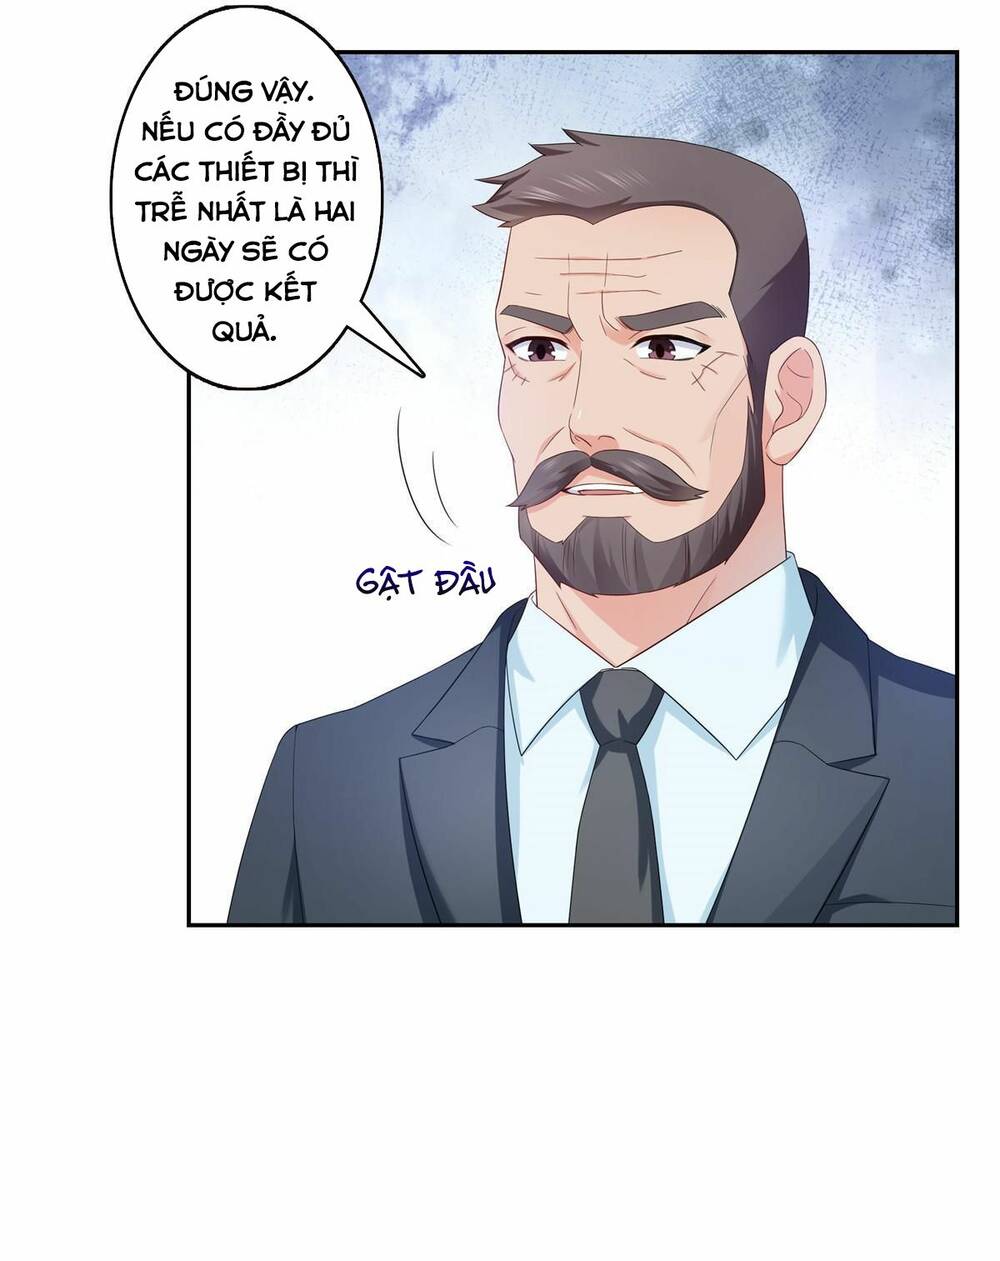 ĐÚNG VẬY.
NẾU CÓ ĐẦY ĐỦ
CÁC THIẾT BỊ THÌ
TRỄ NHẤT LÀ HAI
NGÀY SẼ CÓ
ĐƯỢC KẾT
QUẢ.
GẬT ĐẦU